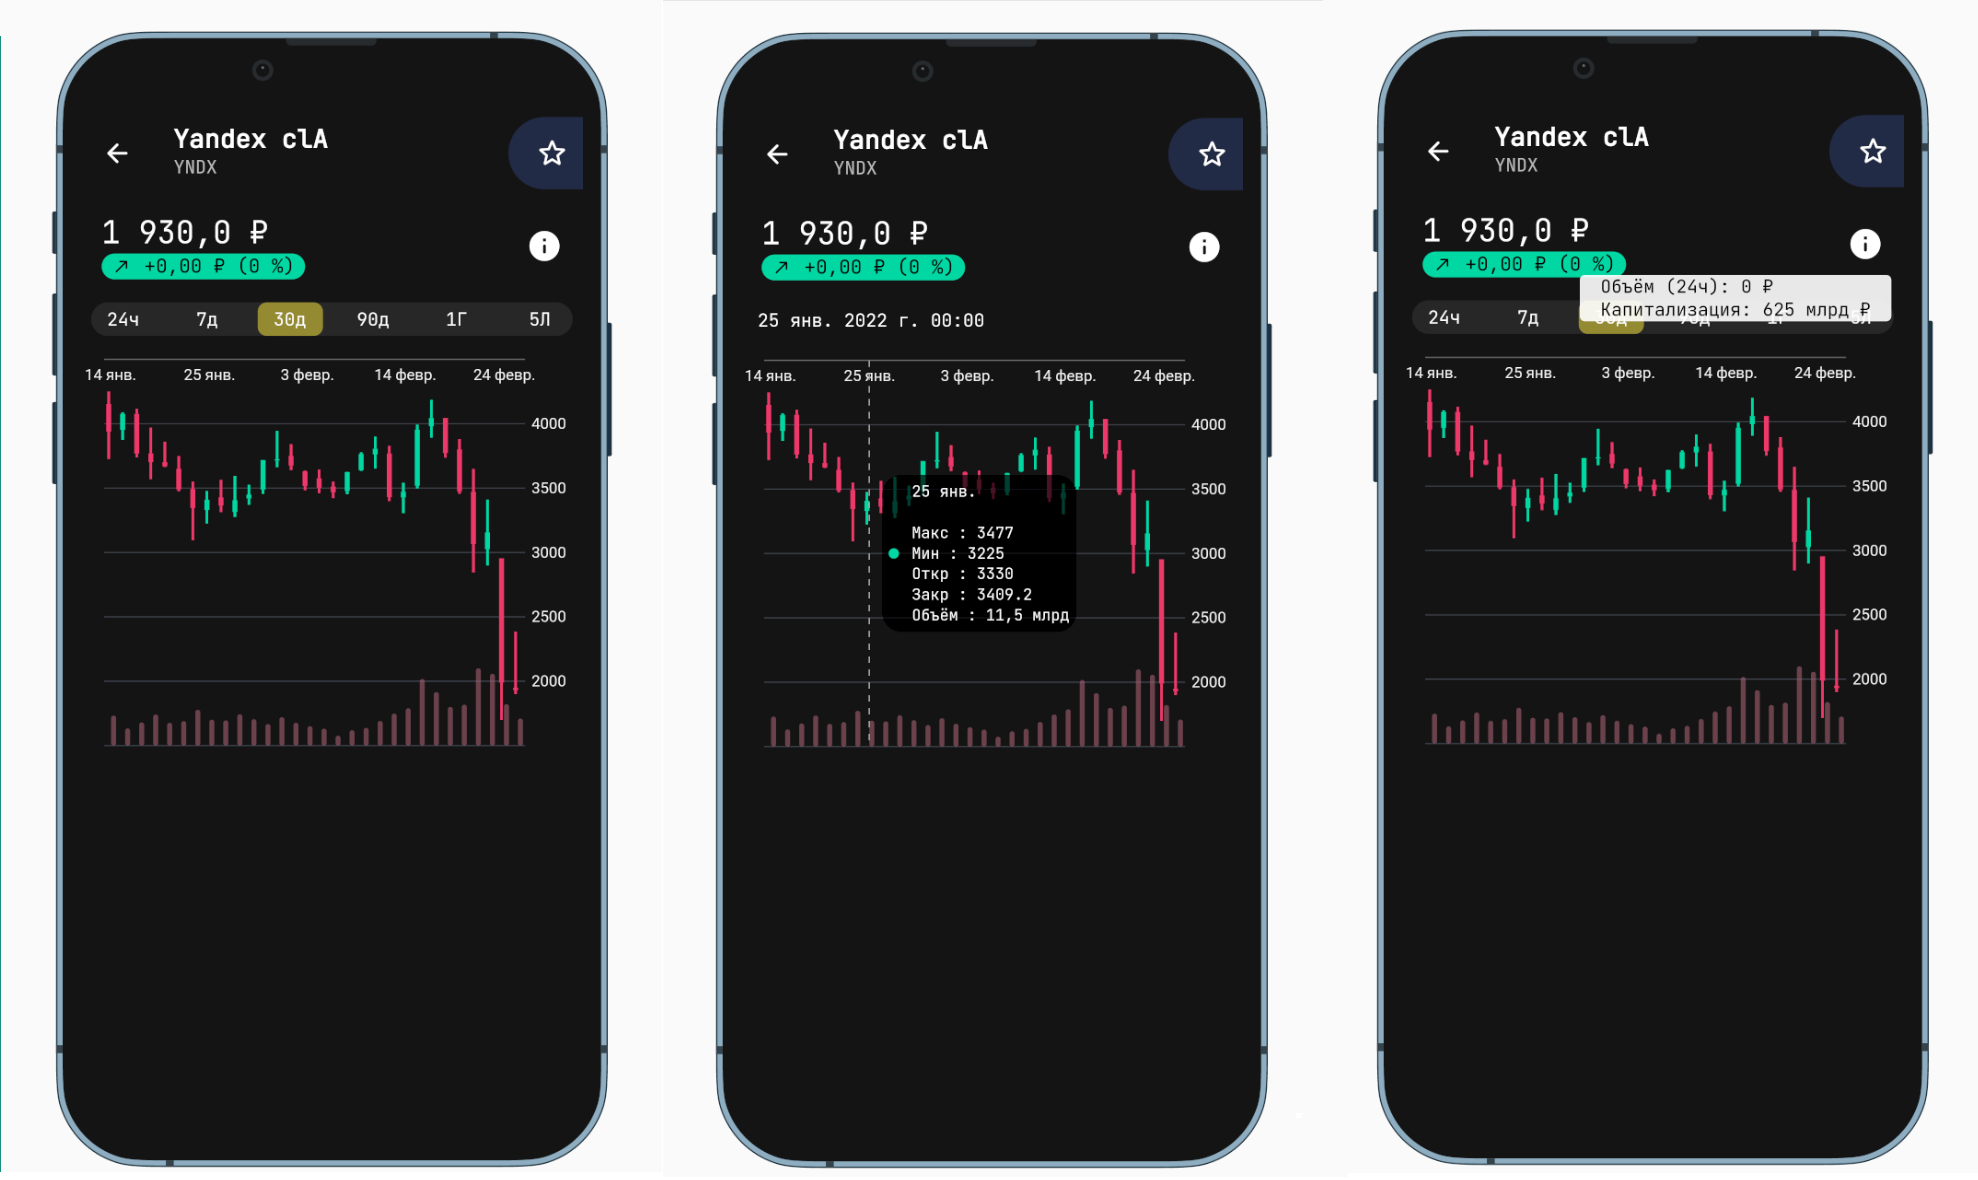 Yandex clA
YNDX
1 930,0 ₽
+0,00 ₽ (0 %)
24ч 7д 30д 90д 1Г 5Л
14 янв. 25 янв. 3 февр. 14 февр. 24 февр.
4000
3500
3000
2500
2000
Yandex clA
YNDX
1 930,0 ₽
+0,00 ₽ (0 %)
25 янв. 2022 г. 00:00
14 янв. 25 янв. 3 февр. 14 февр. 24 февр.
4000
3500
3000
2500
2000
25 янв.
Макс : 3477
Мин : 3225
Откр : 3330
Закр : 3409.2
Объём : 11,5 млрд
Yandex clA
YNDX
1 930,0 ₽
+0,00 ₽ (0 %)
Объём (24ч): 0 ₽
Капитализация: 625 млрд ₽
24ч 7д
14 янв. 25 янв. 3 февр. 14 февр. 24 февр.
4000
3500
3000
2500
2000